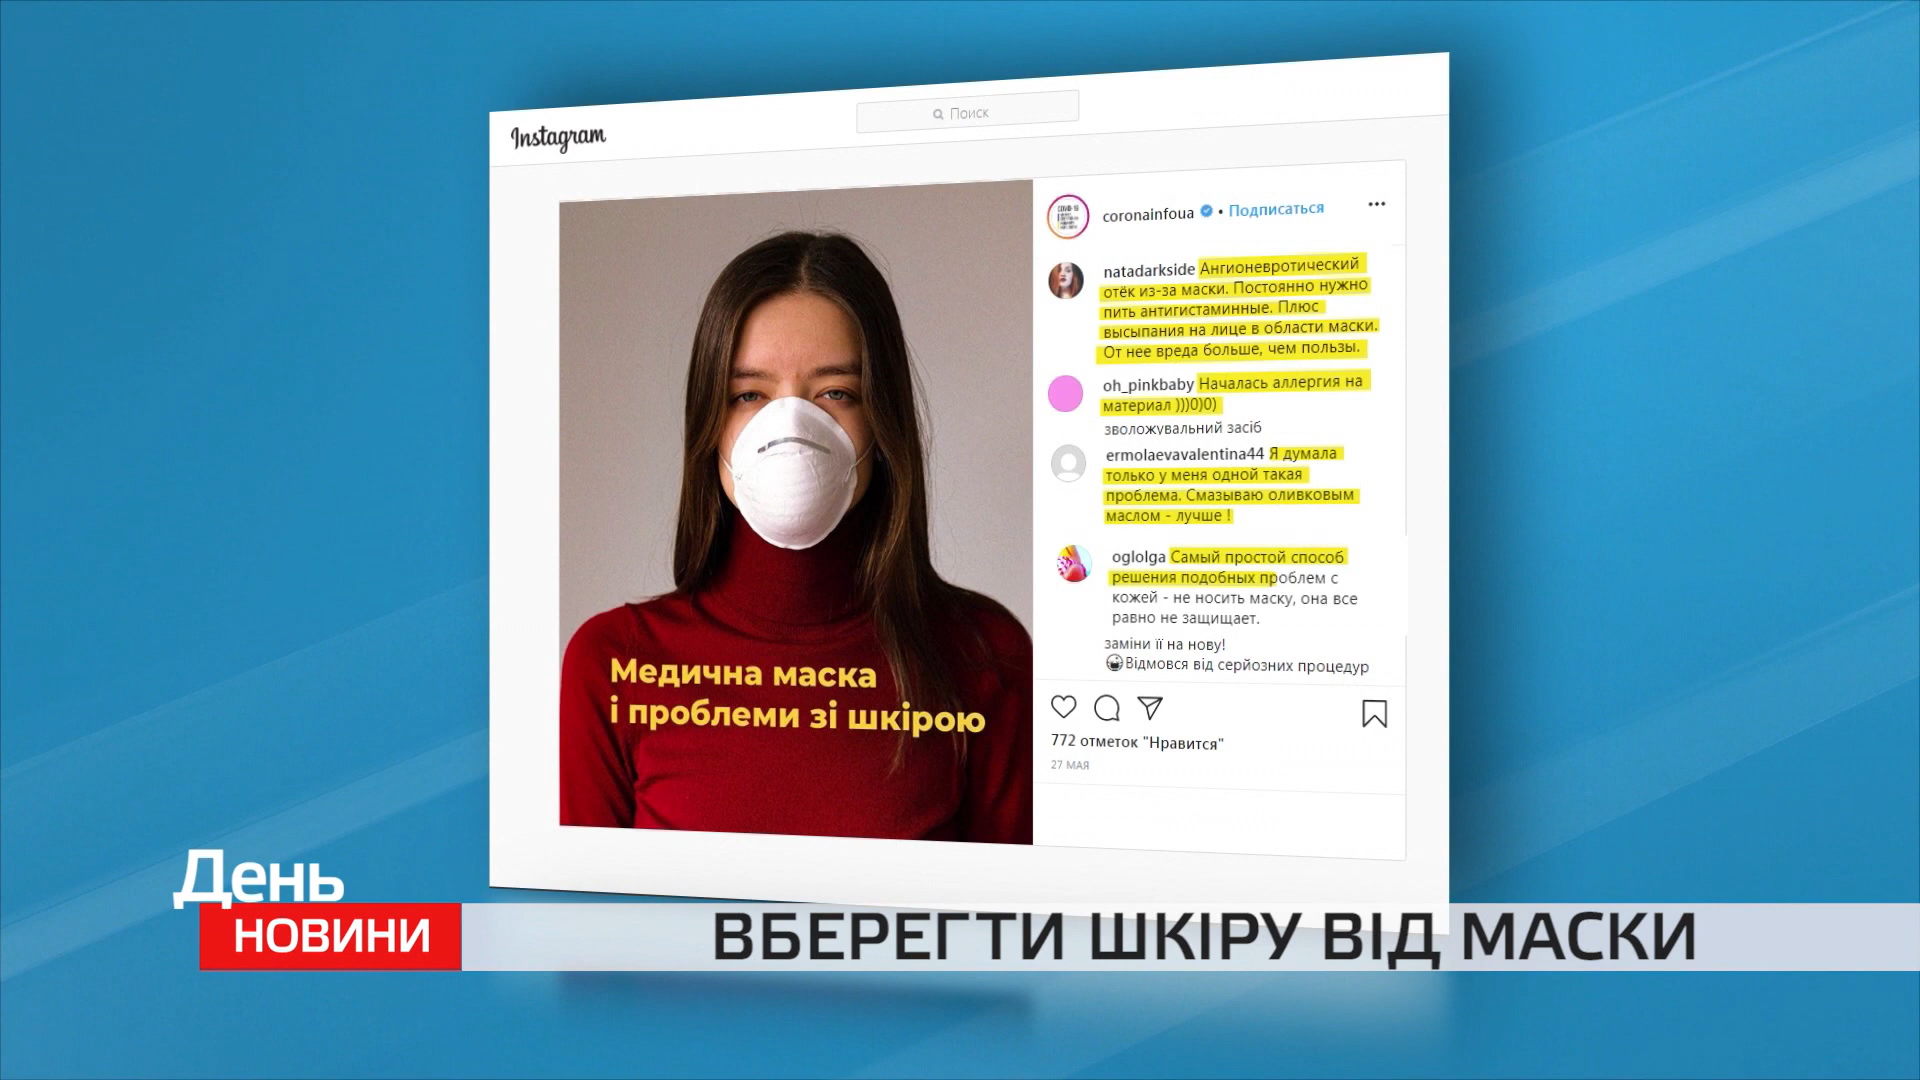 Instagram
Поиск
coronainfoua • Подписаться
natadarkside Ангионевротический
отёк из-за маски. Постоянно нужно
пить антигистаминные. Плюс
высыпания на лице в области маски.
От нее вреда больше, чем пользы.
oh_pinkbaby Началась аллергия на
материал )))0)0)
зволожувальний засіб
ermolaevavalentina44 Я думала
только у меня одной такая
проблема. Смазываю оливковым
маслом - лучше !
oglolga Самый простой способ
решения подобных проблем с
кожей - не носить маску, она все
равно не защищает.
заміни її на нову!
Відмовся від серйозних процедур
772 отметок "Нравится"
27 МАЯ
Медична маска
і проблеми зі шкірою
День
НОВИНИ
ВБЕРЕГТИ ШКІРУ ВІД МАСКИ